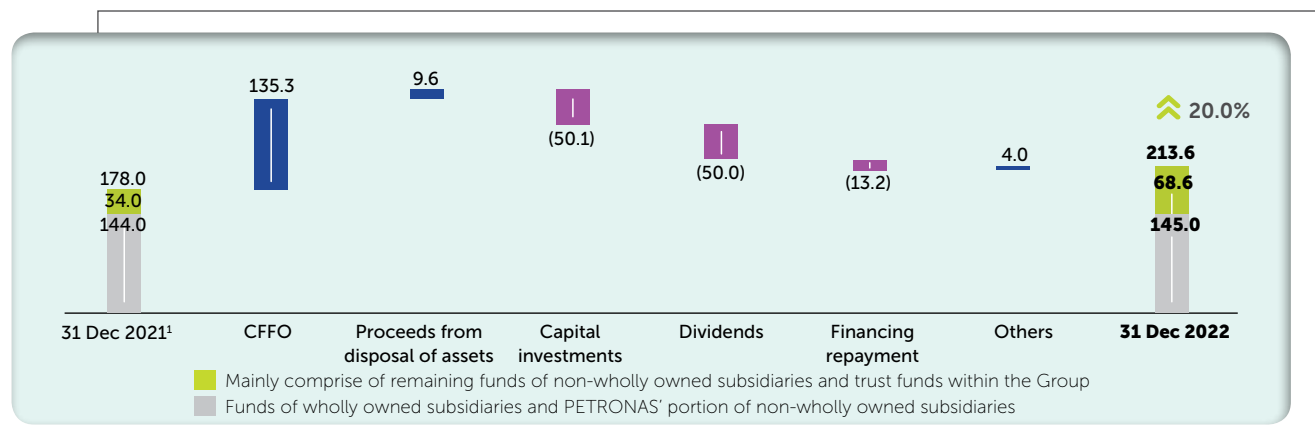 135.3
9.6
20.0%
(50.1)
213.6
178.0
(50.0)
(13.2)
4.0
68.6
34.0
144.0
145.0
31 Dec 2021¹
CFFO
Proceeds from
disposal of assets
Capital
investments
Dividends
Financing
repayment
Others
31 Dec 2022
Mainly comprise of remaining funds of non-wholly owned subsidiaries and trust funds within the Group
Funds of wholly owned subsidiaries and PETRONAS’ portion of non-wholly owned subsidiaries